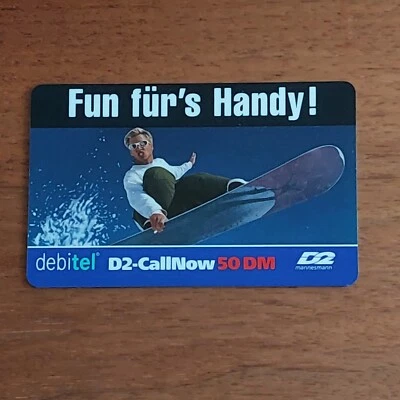 Fun für's Handy!
debitel® D2-CallNow 50 DM D2
mannesmann